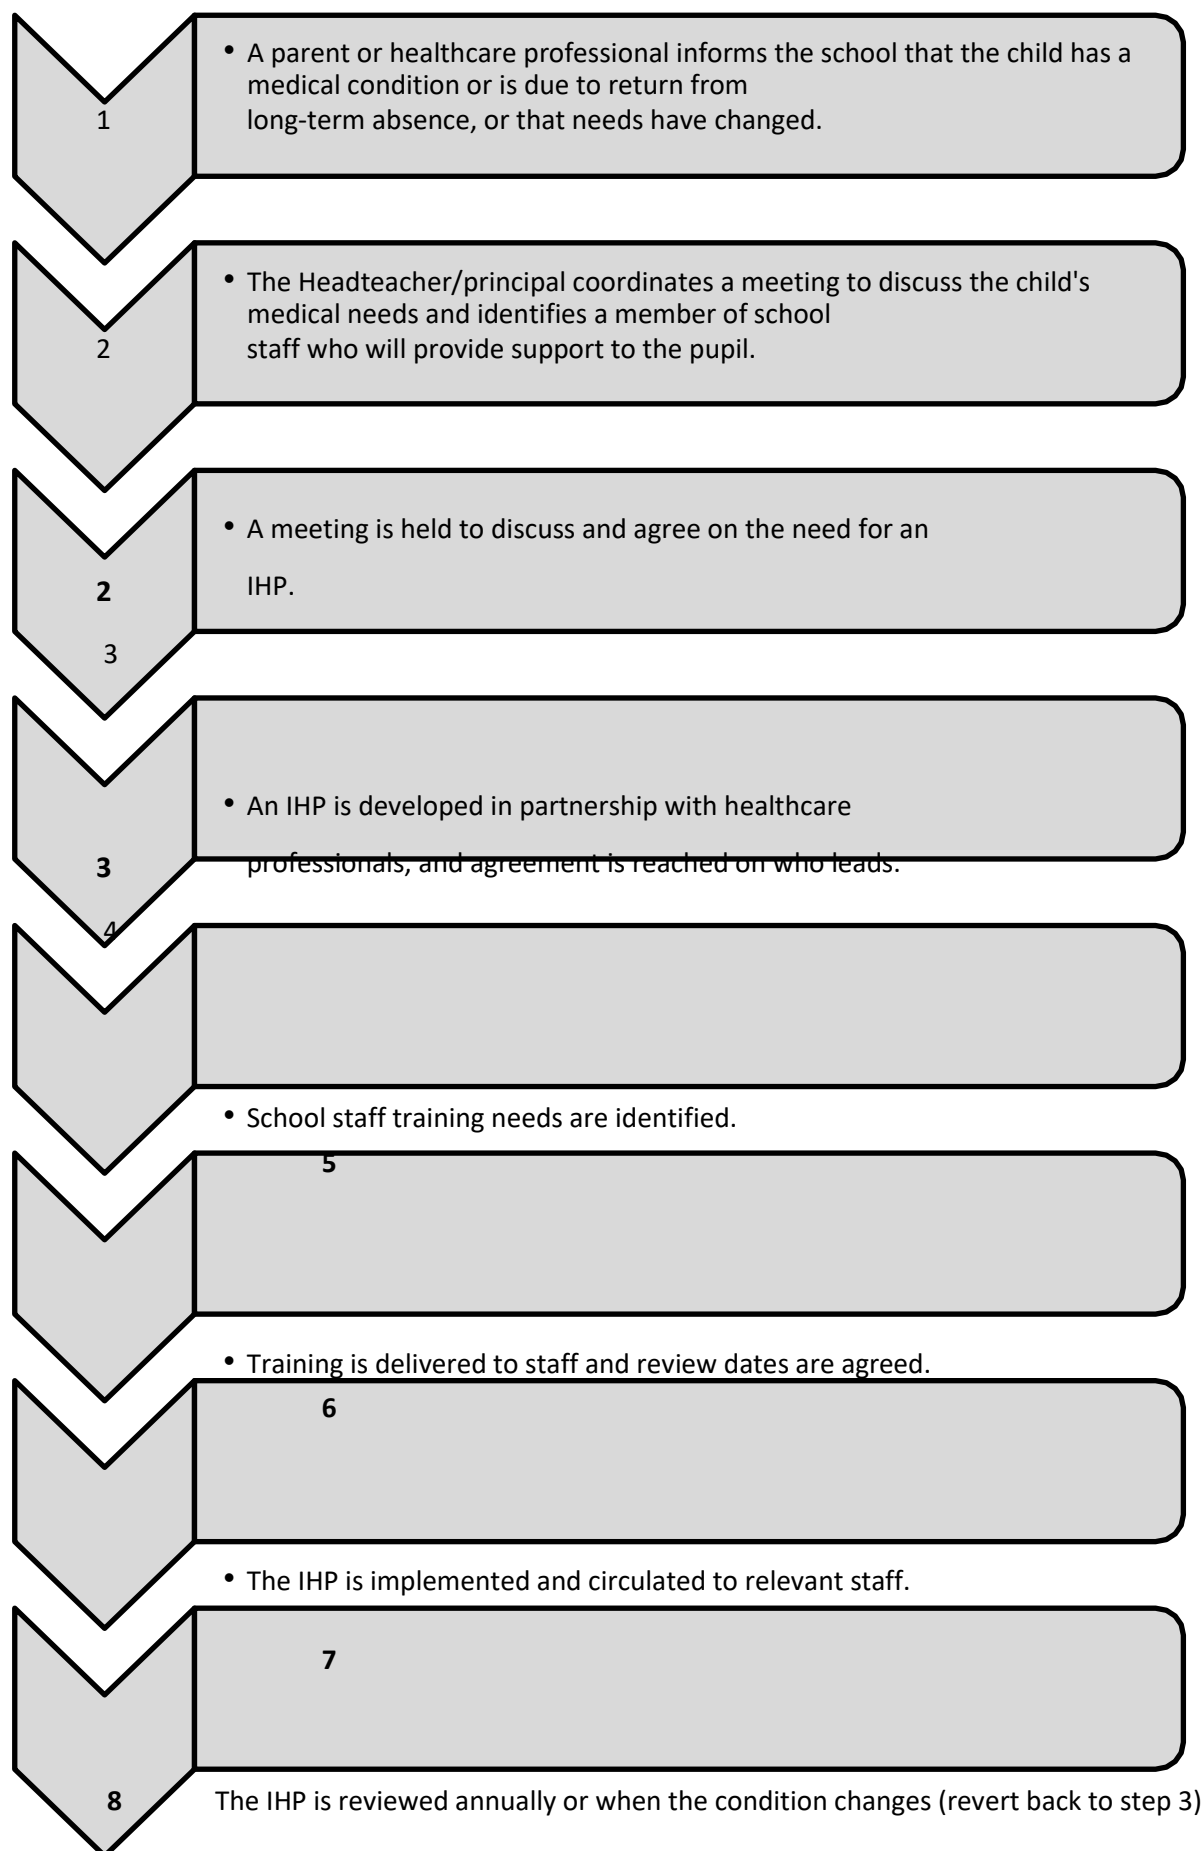 • A parent or healthcare professional informs the school that the child has a
medical condition or is due to return from
long-term absence, or that needs have changed.
1
• The Headteacher/principal coordinates a meeting to discuss the child's
medical needs and identifies a member of school
staff who will provide support to the pupil.
2
• A meeting is held to discuss and agree on the need for an
IHP.
2
3
• An IHP is developed in partnership with healthcare
professionals, and agreement is reached on who leads.
3
4
• School staff training needs are identified.
5
• Training is delivered to staff and review dates are agreed.
6
• The IHP is implemented and circulated to relevant staff.
7
8 The IHP is reviewed annually or when the condition changes (revert back to step 3)